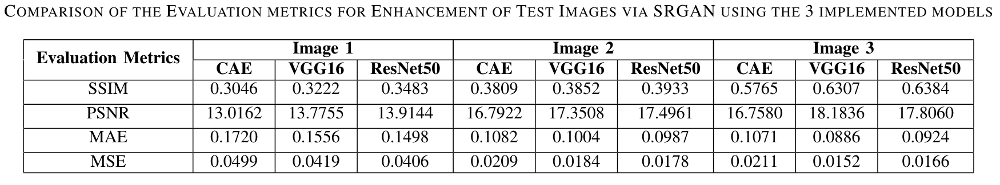 COMPARISON OF THE EVALUATION METRICS FOR ENHANCEMENT OF TEST IMAGES VIA SRGAN USING THE 3 IMPLEMENTED MODELS
Evaluation Metrics Image 1 Image 2 Image 3
CAE VGG16 ResNet50 CAE VGG16 ResNet50 CAE VGG16 ResNet50
SSIM 0.3046 0.3222 0.3483 0.3809 0.3852 0.3933 0.5765 0.6307 0.6384
PSNR 13.0162 13.7755 13.9144 16.7922 17.3508 17.4961 16.7580 18.1836 17.8060
MAE 0.1720 0.1556 0.1498 0.1082 0.1004 0.0987 0.1071 0.0886 0.0924
MSE 0.0499 0.0419 0.0406 0.0209 0.0184 0.0178 0.0211 0.0152 0.0166